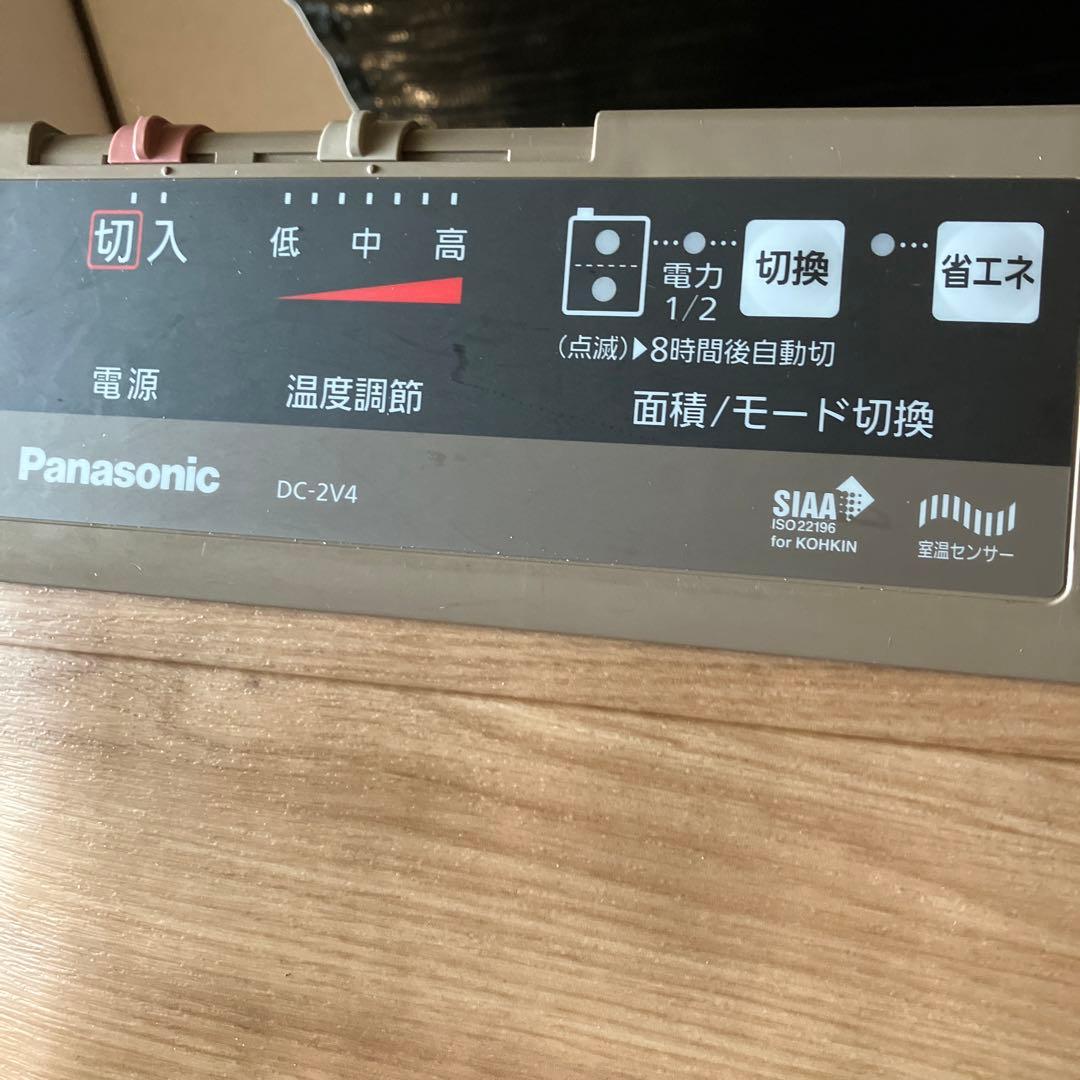 切 入
低 中 高
電力
1/2
切換
省エネ
(点滅)▶8時間後自動切
電源
温度調節
面積/モード切換
Panasonic
DC-2V4
SIAA
ISO 22196
for KOHKIN
室温センサー